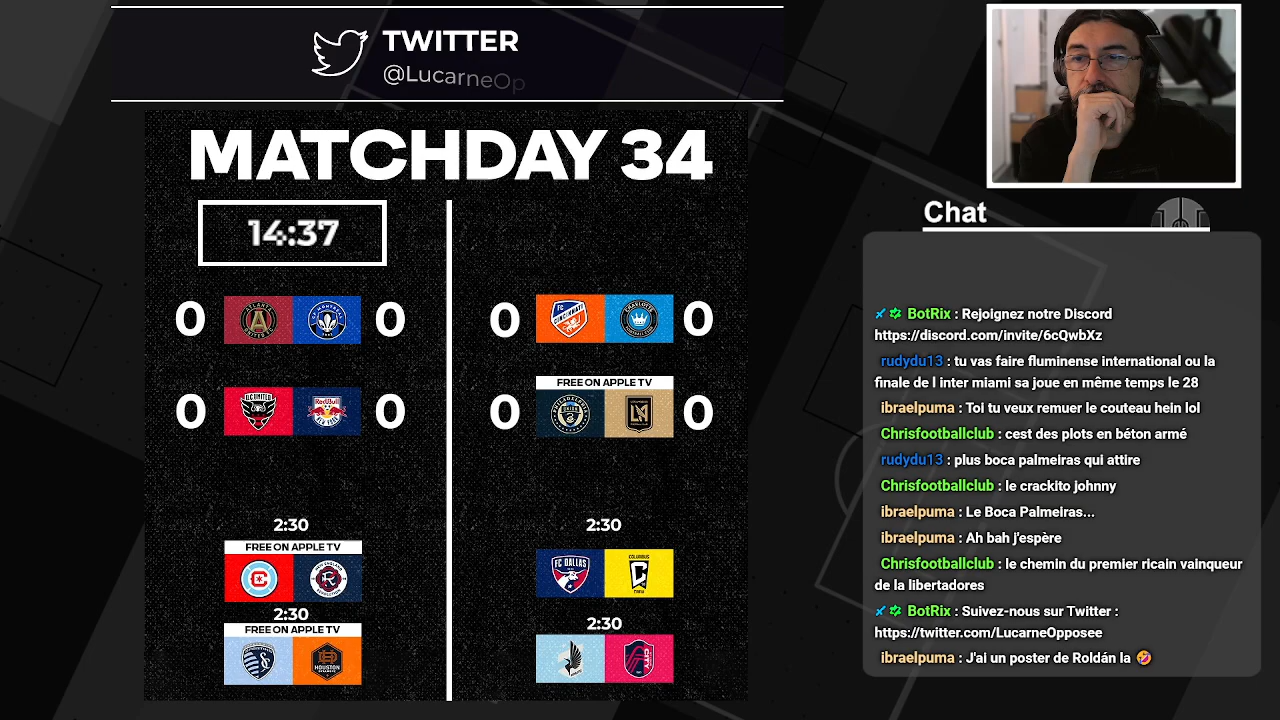 TWITTER
@LucarneOp
MATCHDAY 34
14:37
0 0
0 0
0 0
FREE ON APPLE TV
0 0
2:30
FREE ON APPLE TV
2:30
2:30
FREE ON APPLE TV
2:30
Chat
BotRix : Rejoignez notre Discord
https://discord.com/invite/6cQwbXz
rudydu13 : tu vas faire fluminense international ou la
finale de l inter miami sa joue en même temps le 28
ibraelpuma : Toi tu veux remuer le couteau hein lol
Chrisfootballclub : cest des plots en béton armé
rudydu13 : plus boca palmeiras qui attire
Chrisfootballclub : le crackito johnny
ibraelpuma : Le Boca Palmeiras...
ibraelpuma : Ah bah j'espère
Chrisfootballclub : le chemin du premier ricain vainqueur
de la libertadores
BotRix : Suivez-nous sur Twitter :
https://twitter.com/LucarneOpposee
ibraelpuma : J'ai un poster de Roldán la 🤣